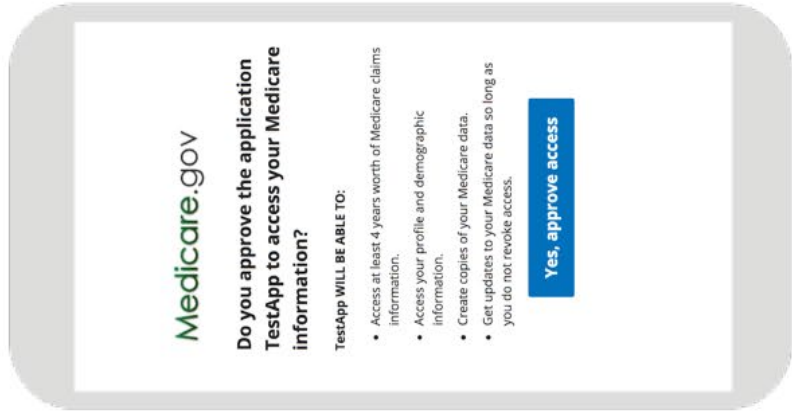 Medicare.gov
Do you approve the application
TestApp to access your Medicare
information?
TestApp WILL BE ABLE TO:
• Access at least 4 years worth of Medicare claims
information.
• Access your profile and demographic
information.
• Create copies of your Medicare data.
• Get updates to your Medicare data so long as
you do not revoke access.
Yes, approve access